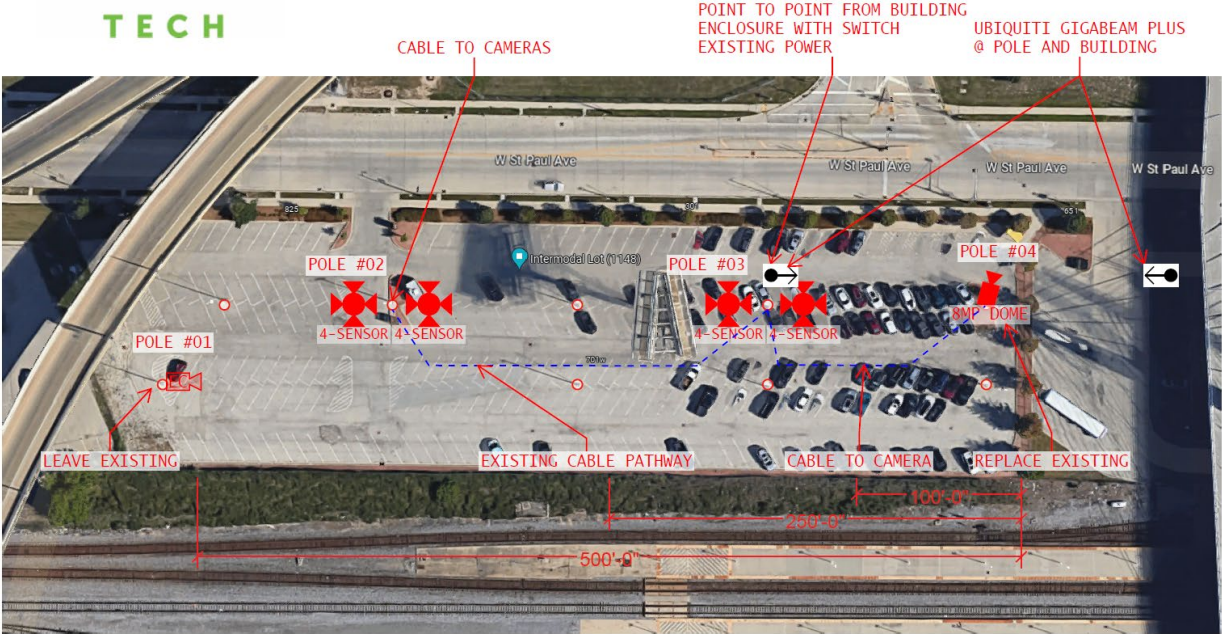 TECH
POINT TO POINT FROM BUILDING
ENCLOSURE WITH SWITCH
EXISTING POWER
UBIQUITI GIGABEAM PLUS
@ POLE AND BUILDING
CABLE TO CAMERAS
W St Paul Ave
W St Paul Ave
W St Paul Ave
W St Paul Ave
825
651
Intermodal Lot (1148)
POLE #02
POLE #03
POLE #04
4-SENSOR
4-SENSOR
4-SENSOR
4-SENSOR
8MP DOME
POLE #01
701w
LEAVE EXISTING
EXISTING CABLE PATHWAY
CABLE TO CAMERA
REPLACE EXISTING
100'-0"
250'-0"
500'-0"